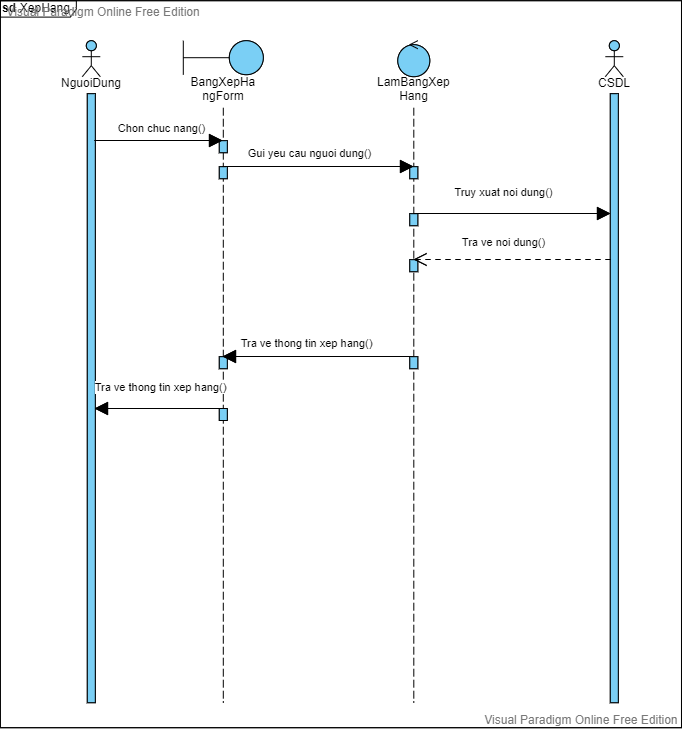 sd XepHang
Visual Paradigm Online Free Edition
NguoiDung
BangXepHa
ngForm
LamBangXep
Hang
CSDL
Chon chuc nang()
Gui yeu cau nguoi dung()
Truy xuat noi dung()
Tra ve noi dung()
Tra ve thong tin xep hang()
Tra ve thong tin xep hang()
Visual Paradigm Online Free Edition